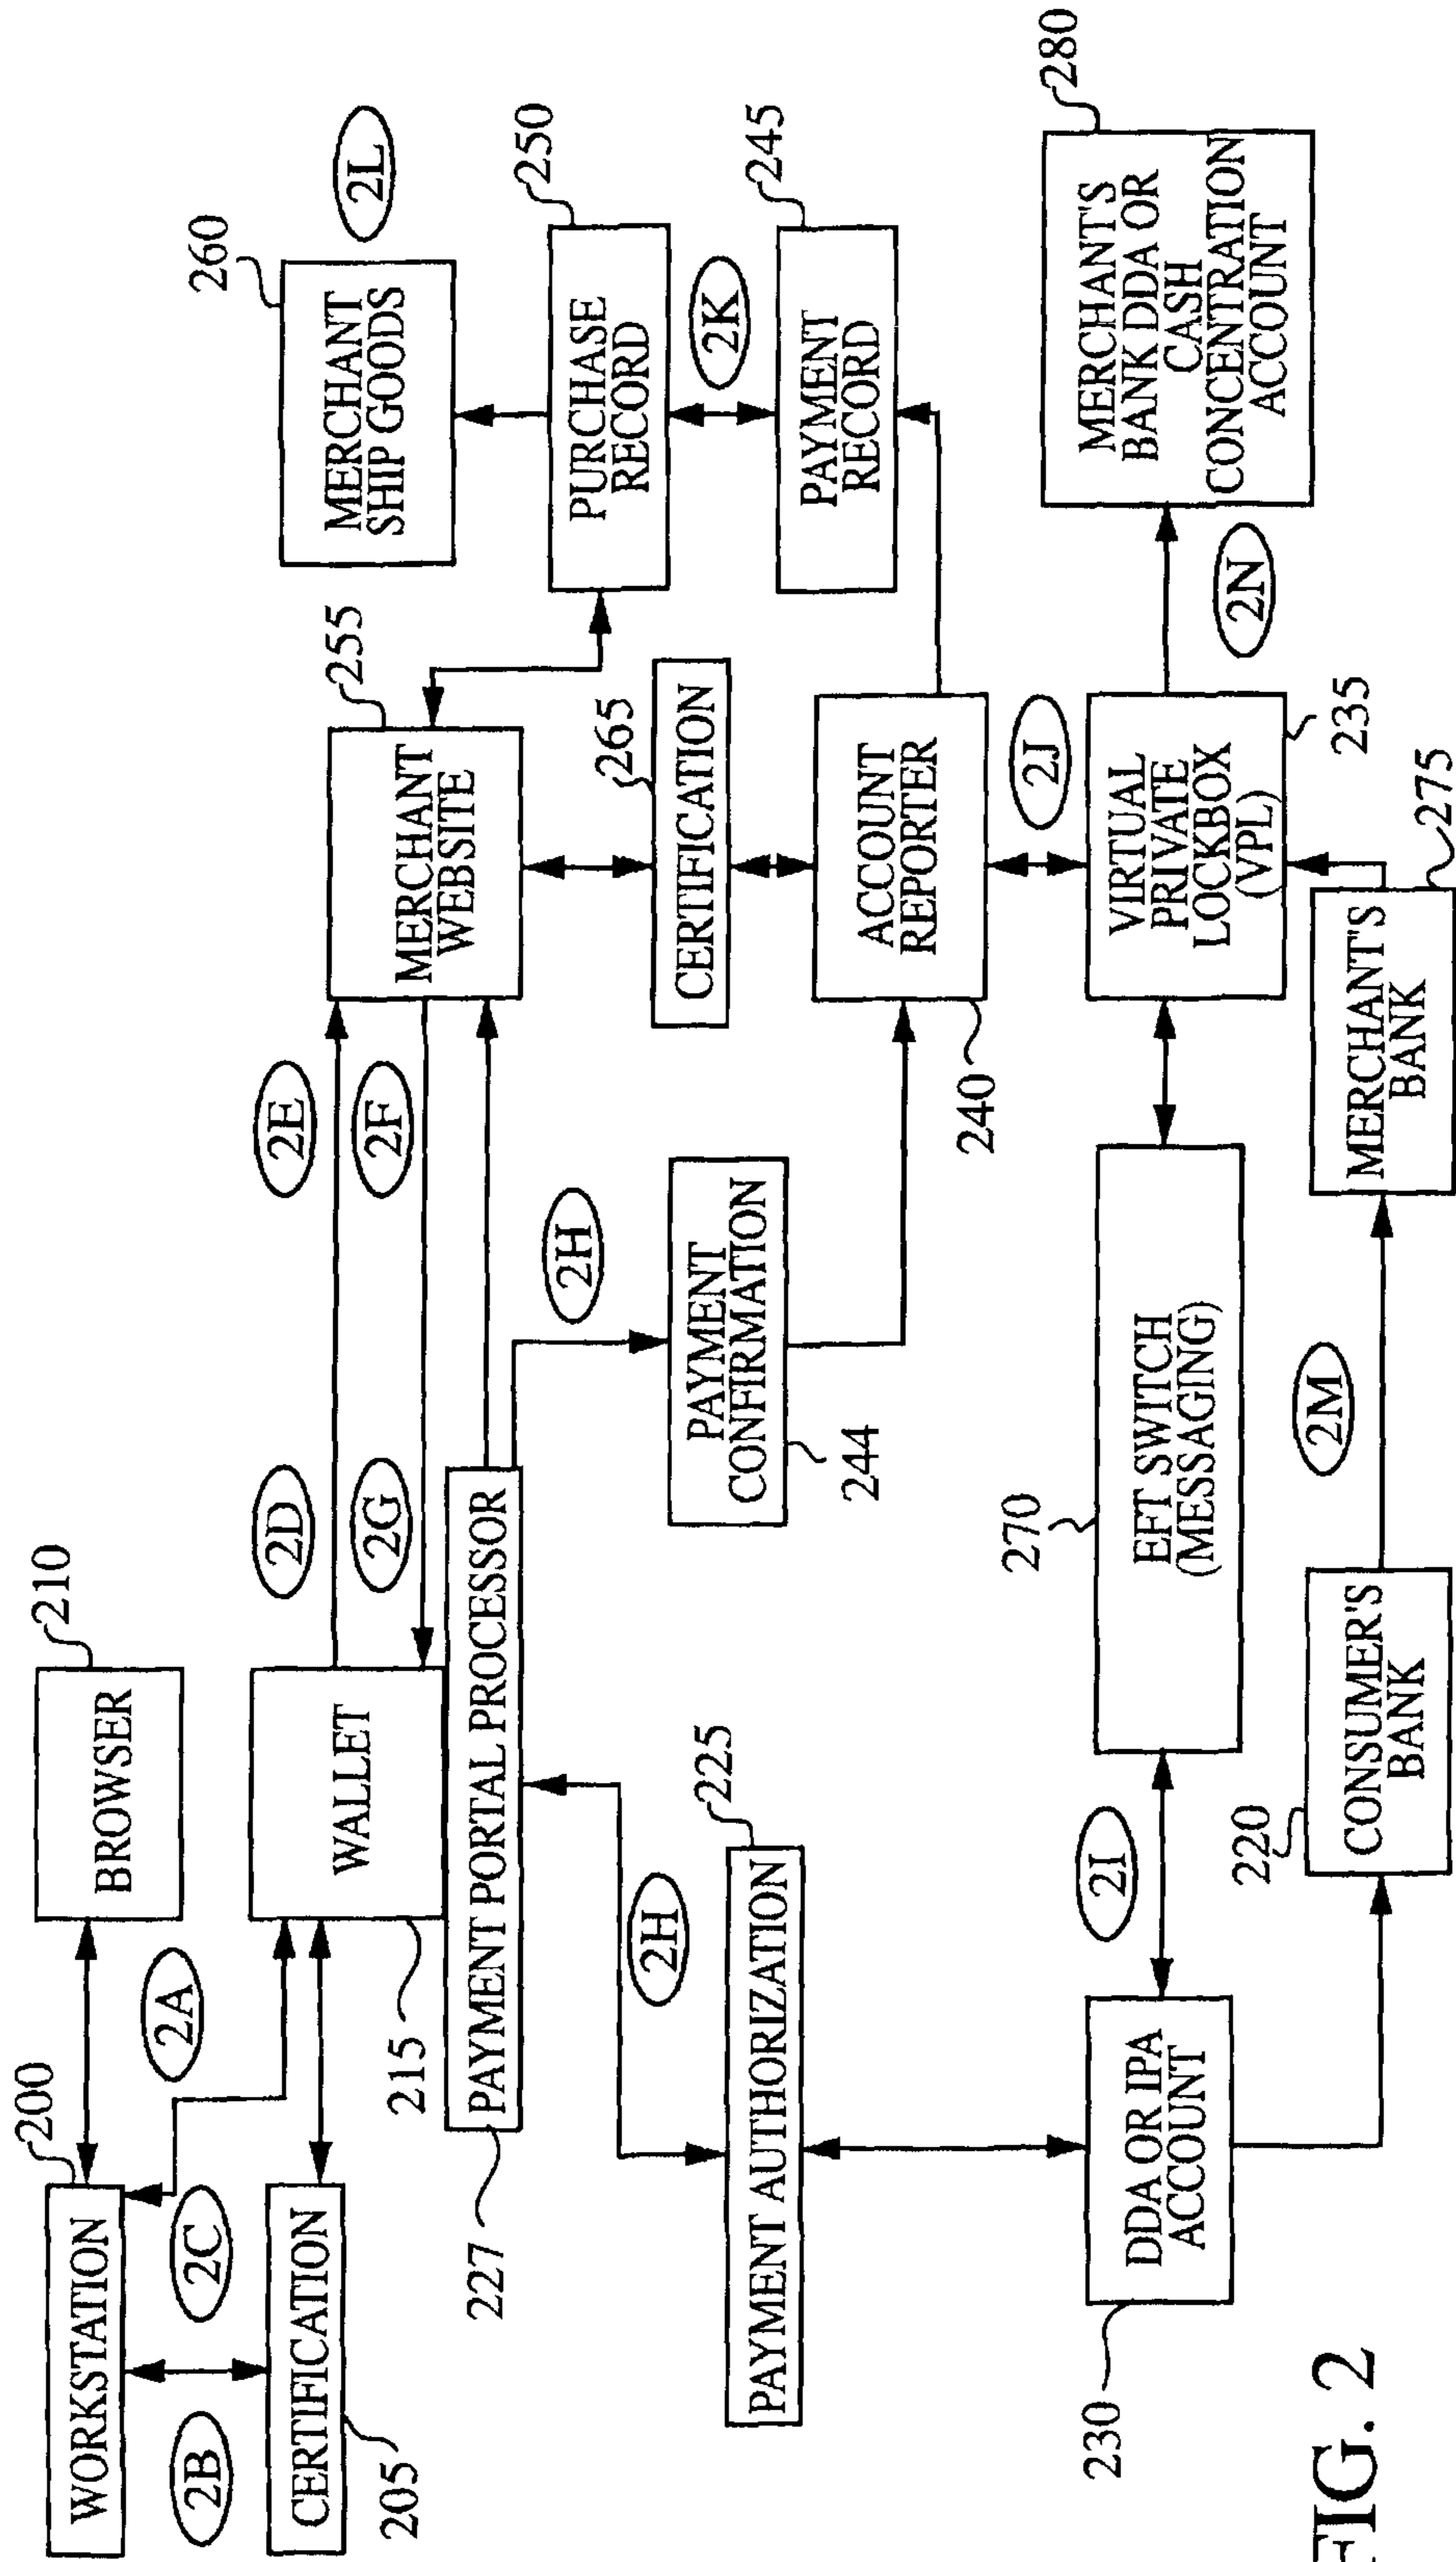 200
WORKSTATION
2A
BROWSER
210
2B
2C
CERTIFICATION
205
215
WALLET
2D
2E
2G
2F
227
PAYMENT PORTAL PROCESSOR
2H
PAYMENT
CONFIRMATION
244
255
MERCHANT
WEBSITE
260
MERCHANT
SHIP GOODS
2L
265
CERTIFICATION
PURCHASE
RECORD
250
2K
PAYMENT
RECORD
245
2H
225
PAYMENT AUTHORIZATION
240
ACCOUNT
REPORTER
2J
230
DDA OR IPA
ACCOUNT
2I
270
EFT SWITCH
(MESSAGING)
VIRTUAL
PRIVATE
LOCKBOX
(VPL)
235
2N
MERCHANT'S
BANK DDA OR
CASH
CONCENTRATION
ACCOUNT
280
220
CONSUMER'S
BANK
2M
MERCHANT'S
BANK
275
FIG. 2